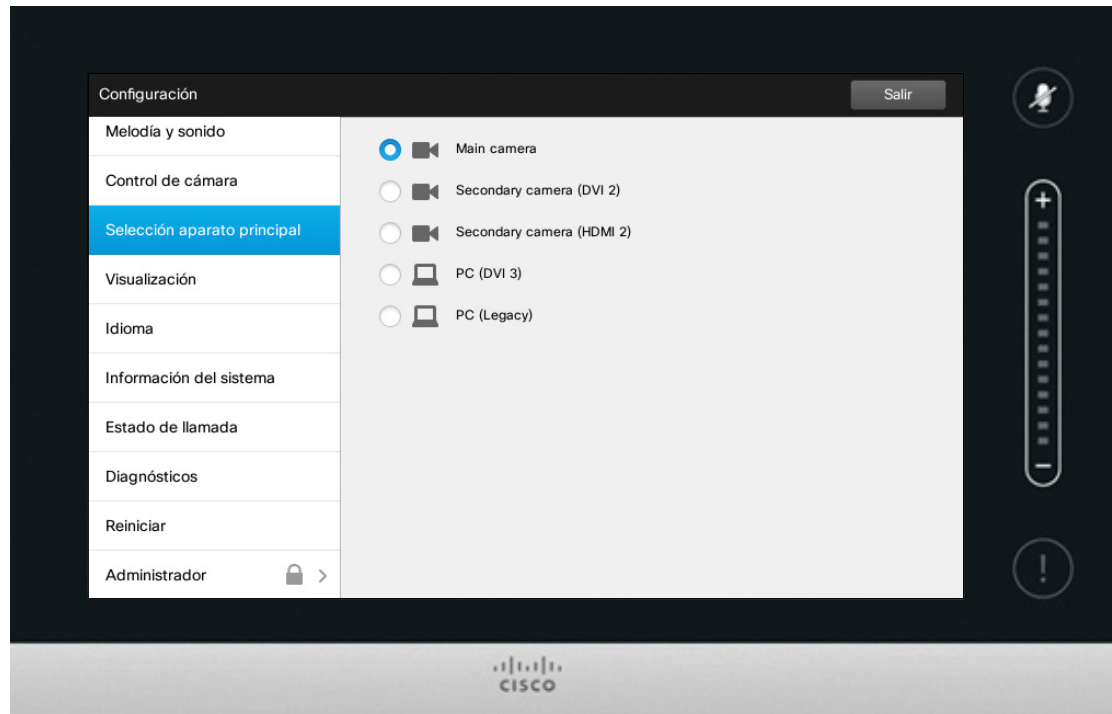 Configuración
Salir
Melodía y sonido
Control de cámara
Selección aparato principal
Visualización
Idioma
Información del sistema
Estado de llamada
Diagnósticos
Reiniciar
Administrador
Main camera
Secondary camera (DVI 2)
Secondary camera (HDMI 2)
PC (DVI 3)
PC (Legacy)
+
−
!
CISCO